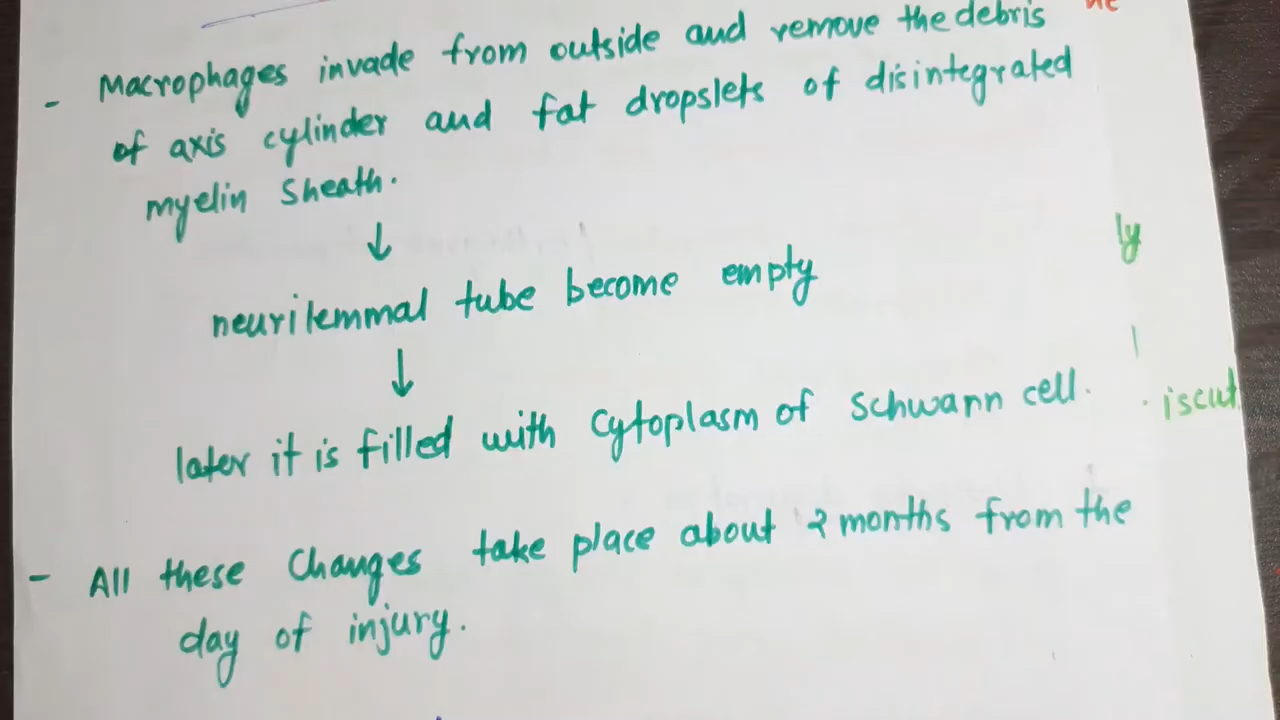 - Macrophages invade from outside and remove the debris
of axis cylinder and fat dropslets of disintegrated
myelin sheath.
↓
neurilemmal tube become empty
↓
later it is filled with cytoplasm of schwann cell.
- All these changes take place about 2 months from the
day of injury.
ly